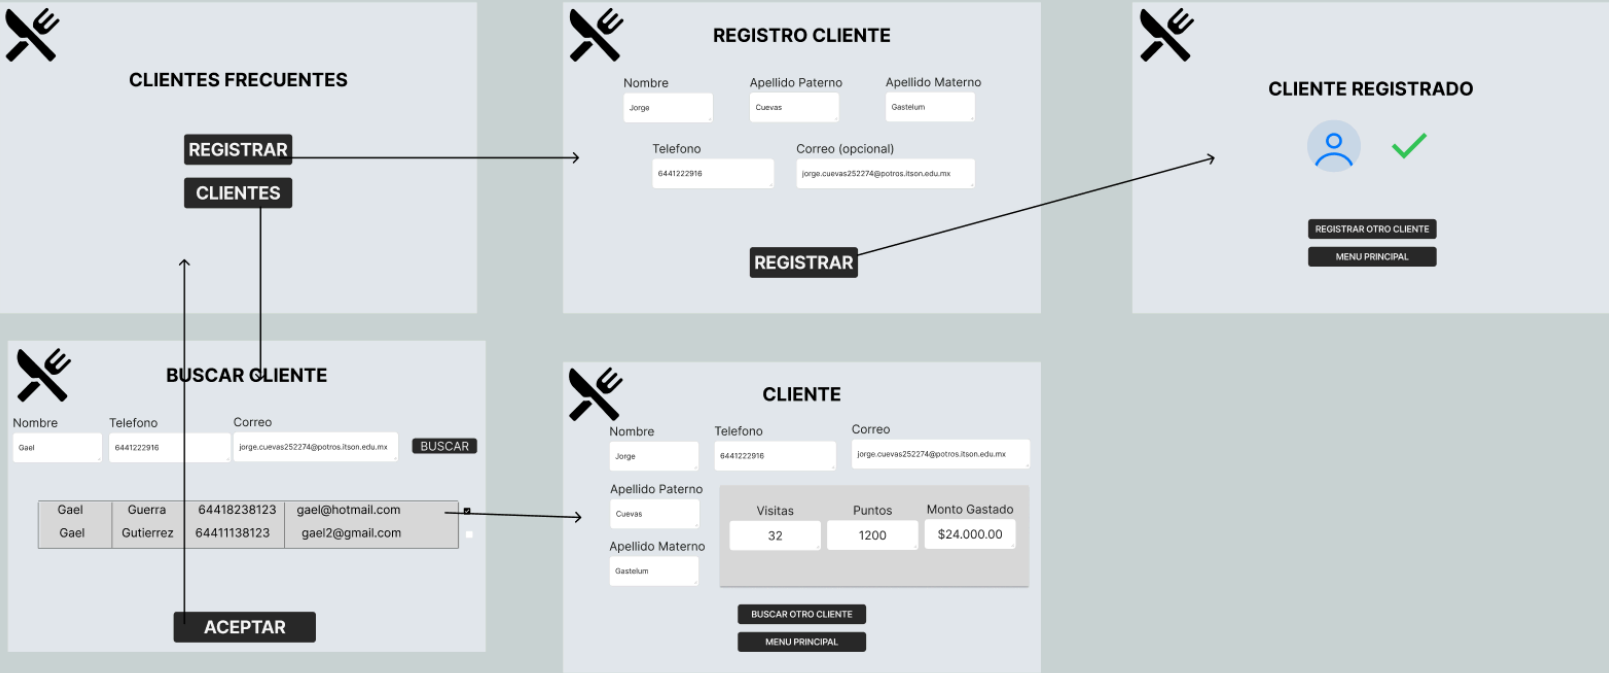 CLIENTES FRECUENTES
REGISTRAR
CLIENTES
REGISTRO CLIENTE
Nombre Apellido Paterno Apellido Materno
Jorge Cuevas Gastelum
Telefono Correo (opcional)
6441222916 jorge.cuevas252274@potros.itson.edu.mx
REGISTRAR
CLIENTE REGISTRADO
REGISTRAR OTRO CLIENTE
MENU PRINCIPAL
BUSCAR CLIENTE
Nombre Telefono Correo
Gael 6441222916 jorge.cuevas252274@potros.itson.edu.mx BUSCAR
Gael Guerra 64418238123 gael@hotmail.com
Gael Gutierrez 64411138123 gael2@gmail.com
ACEPTAR
CLIENTE
Nombre Telefono Correo
Jorge 6441222916 jorge.cuevas252274@potros.itson.edu.mx
Apellido Paterno
Cuevas
Apellido Materno
Gastelum
Visitas Puntos Monto Gastado
32 1200 $24.000.00
BUSCAR OTRO CLIENTE
MENU PRINCIPAL